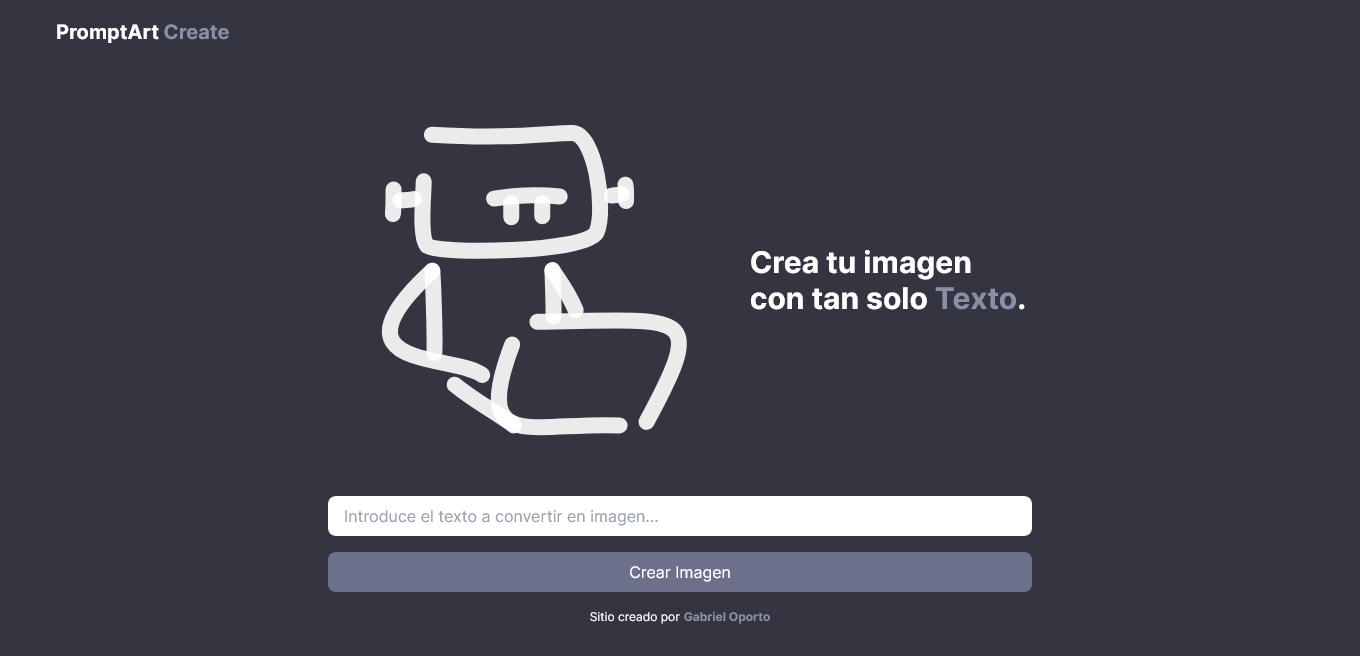 PromptArt Create
Crea tu imagen
con tan solo Texto.
Introduce el texto a convertir en imagen...
Crear Imagen
Sitio creado por Gabriel Oporto